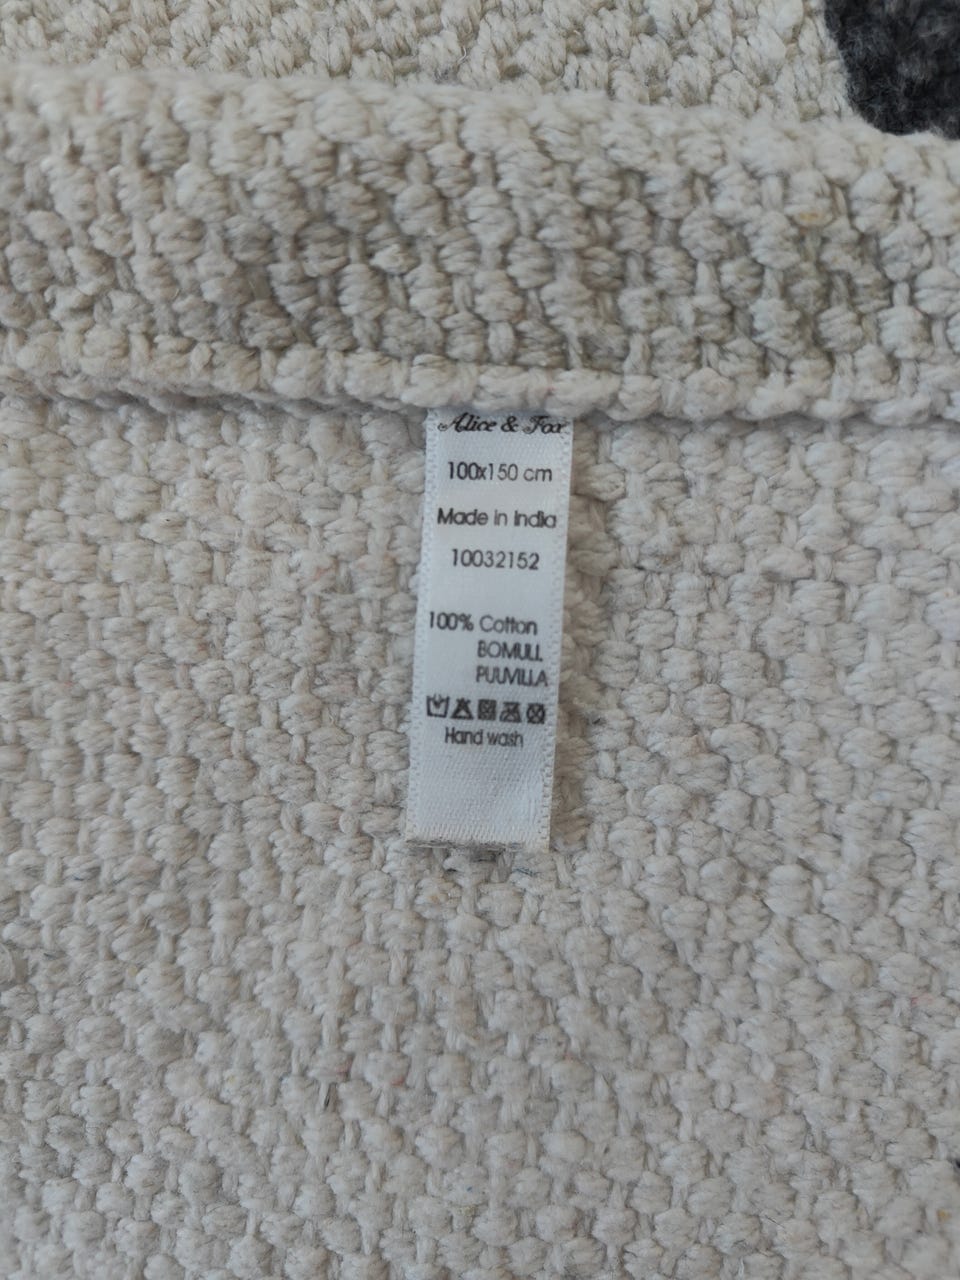 Alice & Fox
100x150 cm
Made in India
10032152
100% Cotton
BOMULL
PUUVILLA
Hand wash